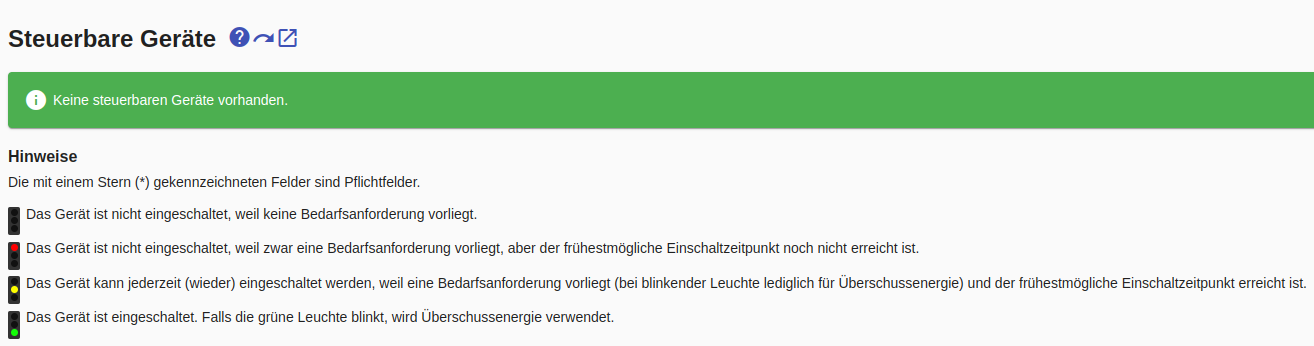 Steuerbare Geräte
Keine steuerbaren Geräte vorhanden.
Hinweise
Die mit einem Stern (*) gekennzeichneten Felder sind Pflichtfelder.
Das Gerät ist nicht eingeschaltet, weil keine Bedarfsanforderung vorliegt.
Das Gerät ist nicht eingeschaltet, weil zwar eine Bedarfsanforderung vorliegt, aber der frühestmögliche Einschaltzeitpunkt noch nicht erreicht ist.
Das Gerät kann jederzeit (wieder) eingeschaltet werden, weil eine Bedarfsanforderung vorliegt (bei blinkender Leuchte lediglich für Überschussenergie) und der frühestmögliche Einschaltzeitpunkt erreicht ist.
Das Gerät ist eingeschaltet. Falls die grüne Leuchte blinkt, wird Überschussenergie verwendet.